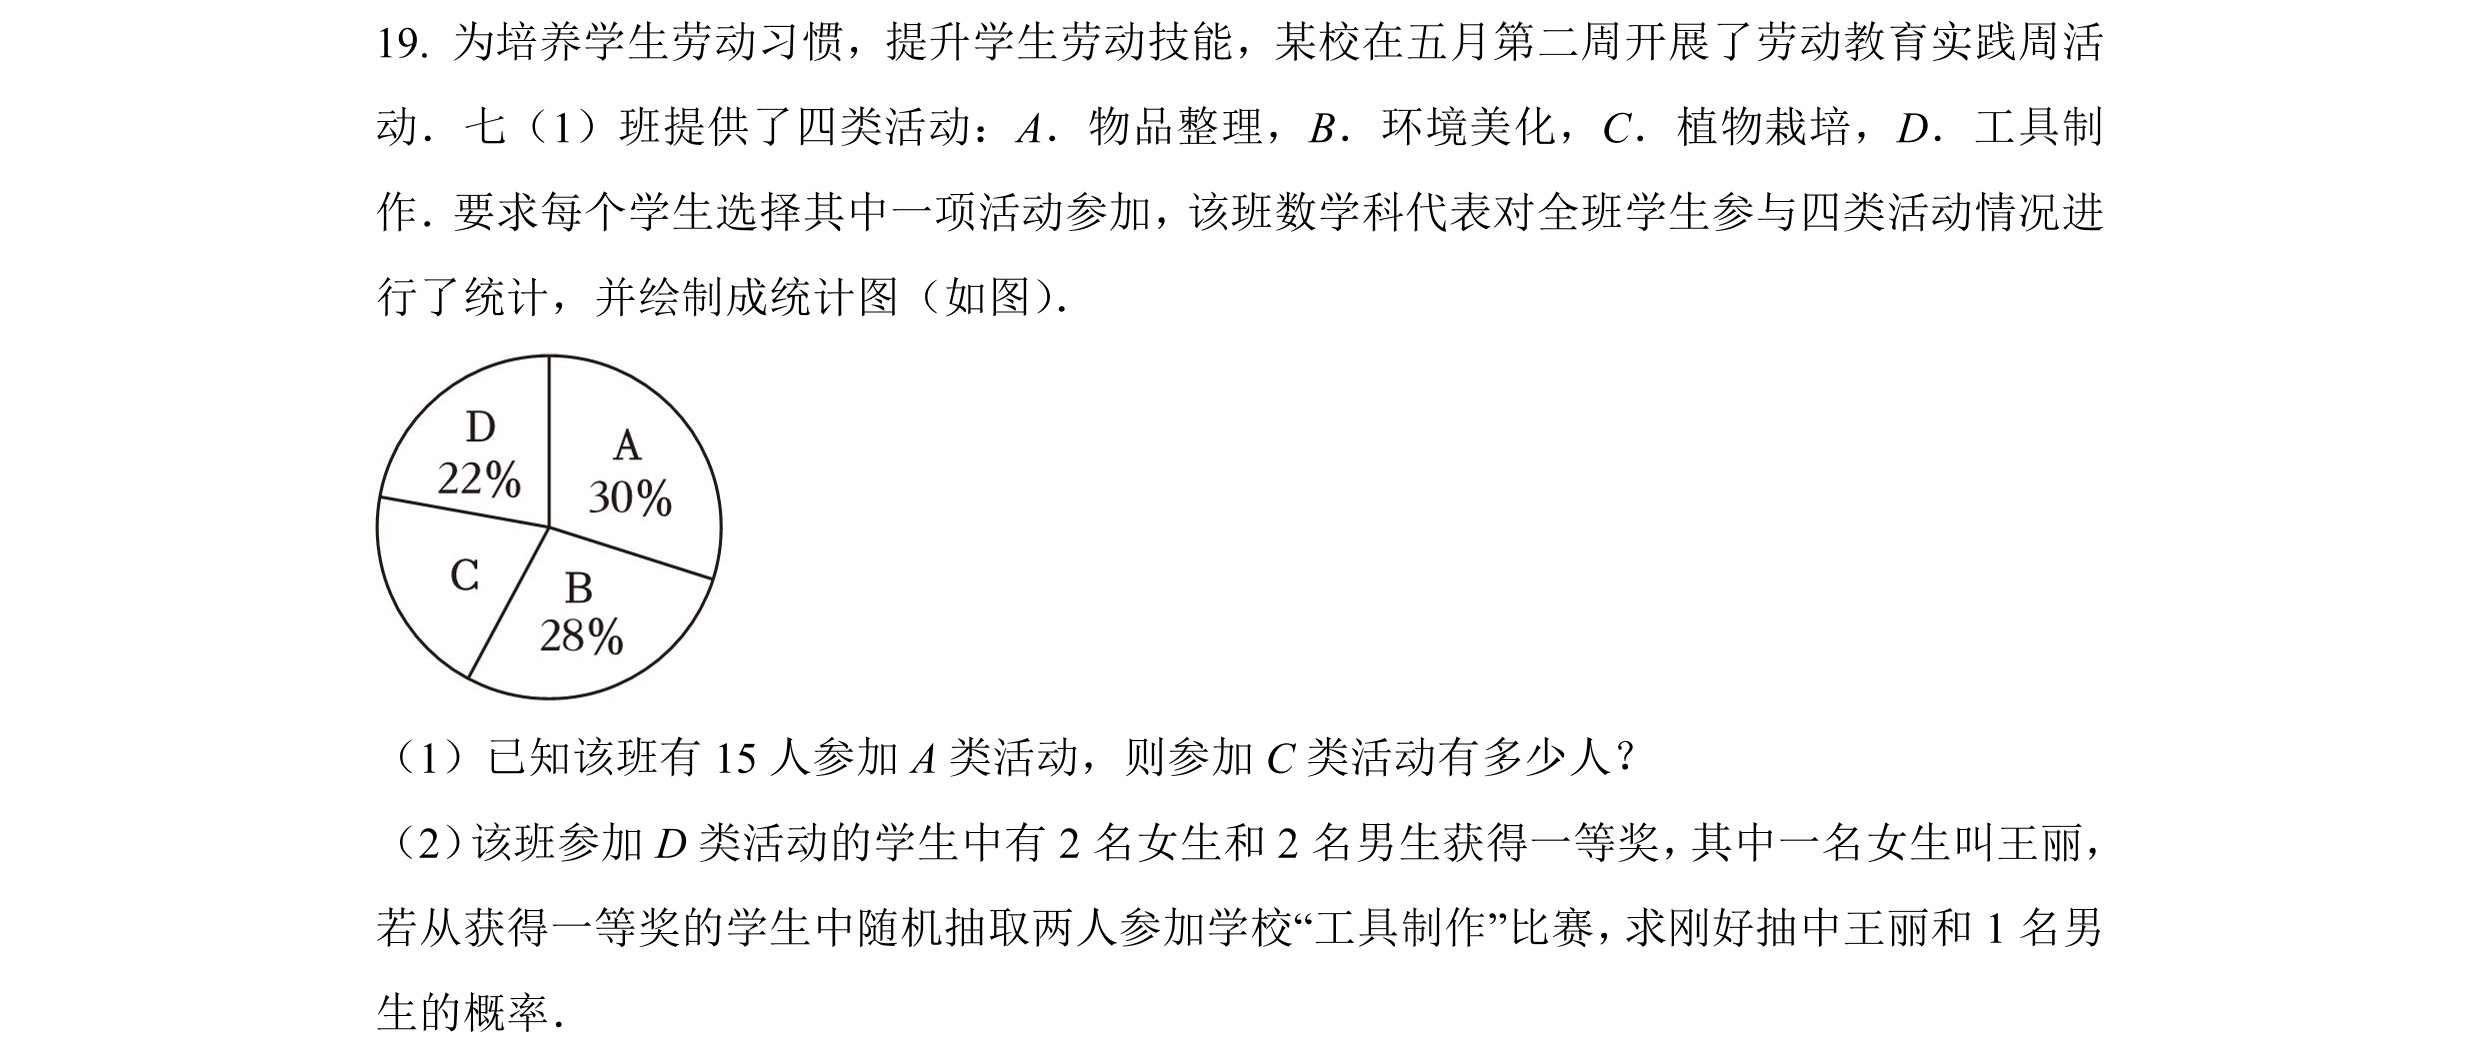 19. 为培养学生劳动习惯，提升学生劳动技能，某校在五月第二周开展了劳动教育实践周活
动．七（1）班提供了四类活动：A．物品整理，B．环境美化，C．植物栽培，D．工具制
作．要求每个学生选择其中一项活动参加，该班数学科代表对全班学生参与四类活动情况进
行了统计，并绘制成统计图（如图）．
D
22%
A
30%
C
B
28%
（1）已知该班有 15 人参加 A 类活动，则参加 C 类活动有多少人？
（2）该班参加 D 类活动的学生中有 2 名女生和 2 名男生获得一等奖，其中一名女生叫王丽，
若从获得一等奖的学生中随机抽取两人参加学校“工具制作”比赛，求刚好抽中王丽和 1 名男
生的概率．